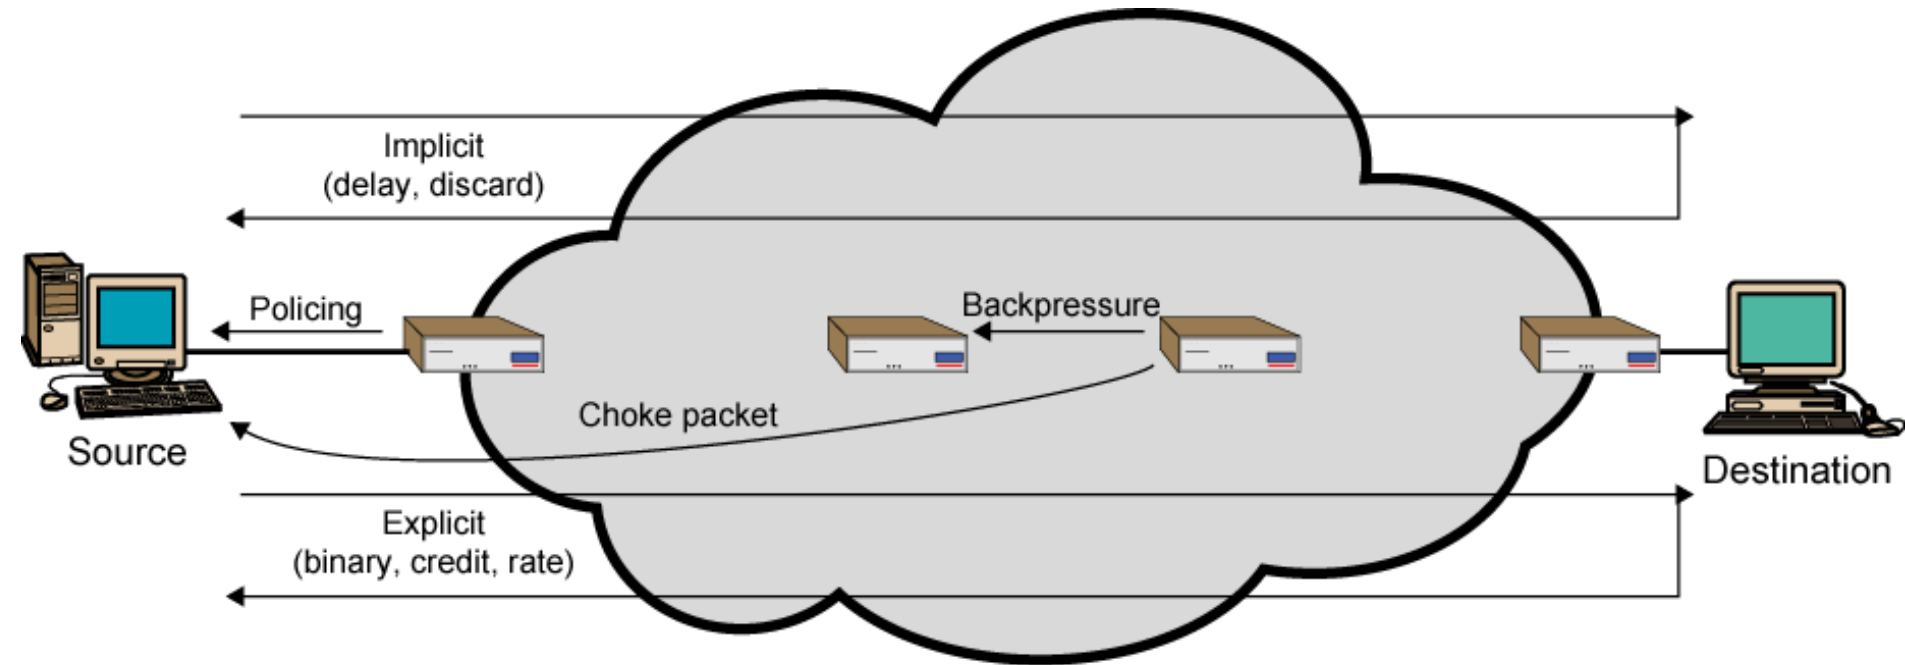 Implicit
(delay, discard)
Policing
Backpressure
Choke packet
Source
Destination
Explicit
(binary, credit, rate)